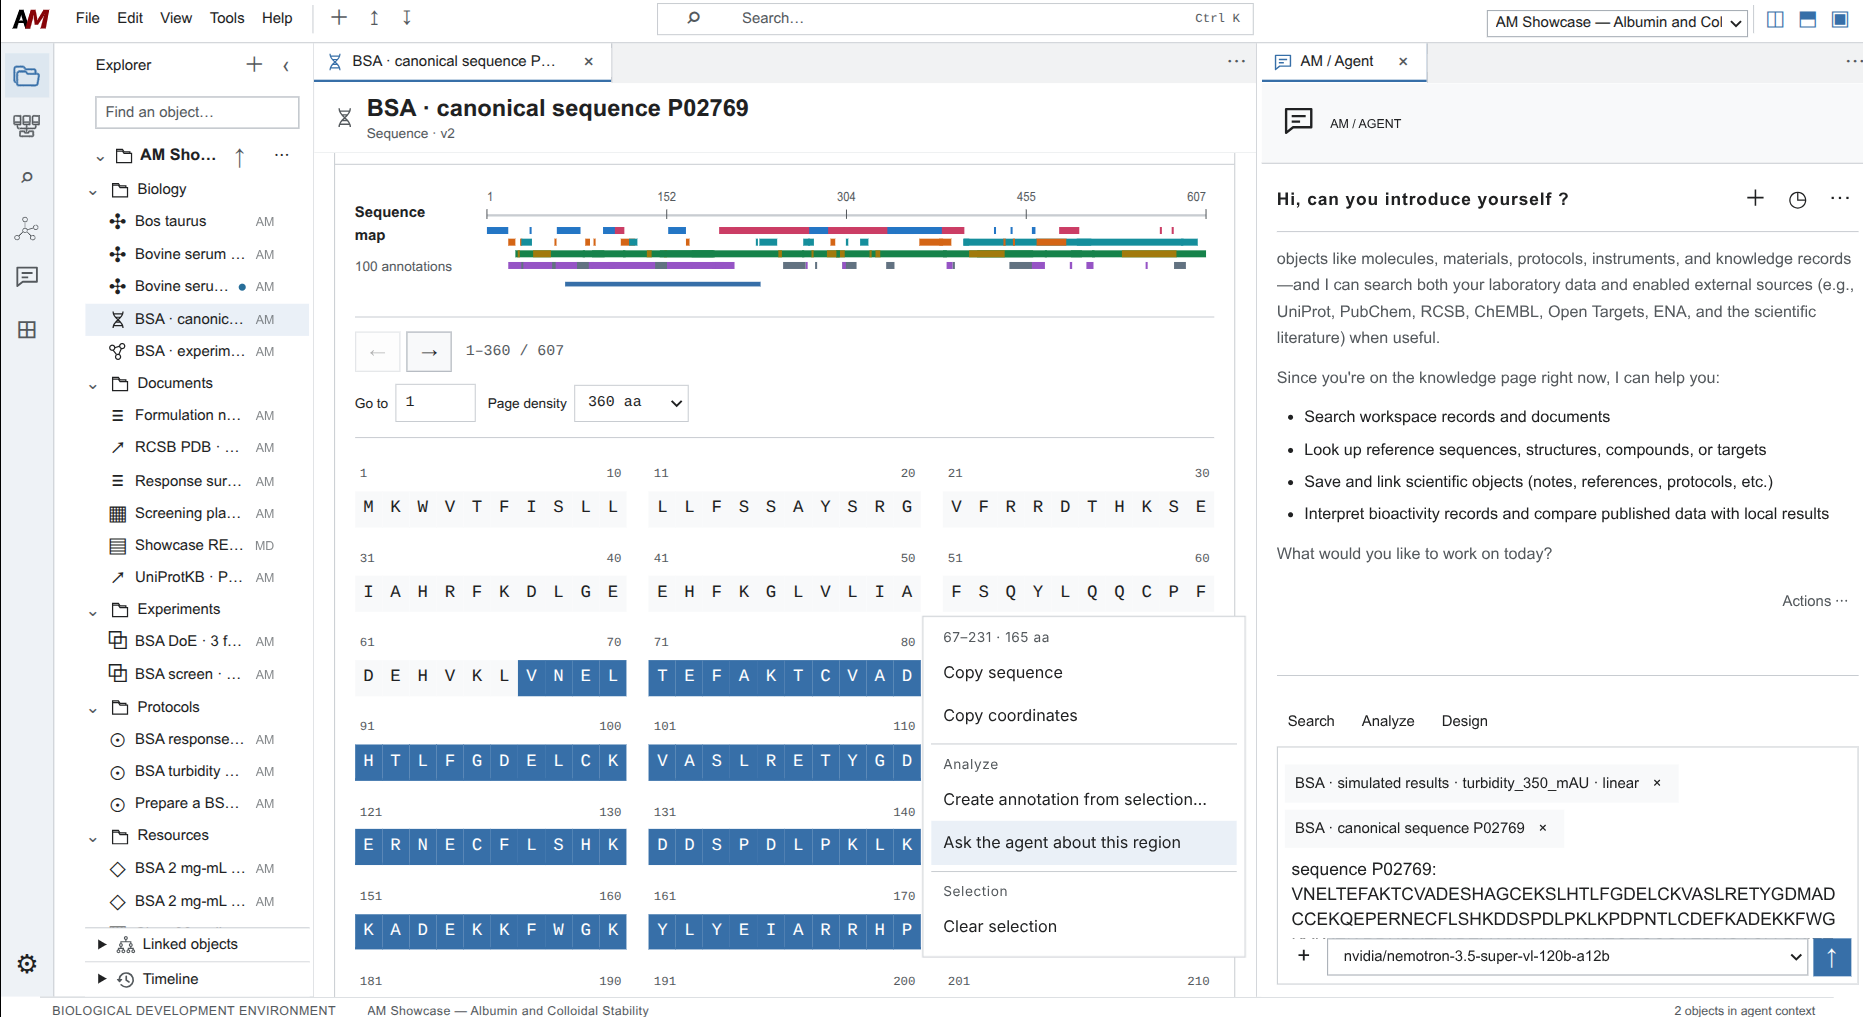 AM File Edit View Tools Help
Search… Ctrl K
AM Showcase — Albumin and Col
Explorer
Find an object…
AM Sho… ···
Biology
Bos taurus AM
Bovine serum … AM
Bovine seru… AM
BSA · canonic… AM
BSA · experim… AM
Documents
Formulation n… AM
RCSB PDB · … AM
Response sur… AM
Screening pla… AM
Showcase RE… MD
UniProtKB · P… AM
Experiments
BSA DoE · 3 f… AM
BSA screen · … AM
Protocols
BSA response… AM
BSA turbidity … AM
Prepare a BS… AM
Resources
BSA 2 mg-mL … AM
BSA 2 mg-mL … AM
Linked objects
Timeline
BSA · canonical sequence P… ×
BSA · canonical sequence P02769
Sequence · v2
1 152 304 455 607
Sequence
map
100 annotations
← → 1–360 / 607
Go to 1 Page density 360 aa
1 10 11 20 21 30
M K W V T F I S L L L L F S S A Y S R G V F R R D T H K S E
31 40 41 50 51 60
I A H R F K D L G E E H F K G L V L I A F S Q Y L Q Q C P F
61 70 71 80
D E H V K L V N E L T E F A K T C V A D
91 100 101 110
H T L F G D E L C K V A S L R E T Y G D
121 130 131 140
E R N E C F L S H K D D S P D L P K L K
151 160 161 170
K A D E K K F W G K Y L Y E I A R R H P
181 190 191 200 201 210
67–231 · 165 aa
Copy sequence
Copy coordinates
Analyze
Create annotation from selection…
Ask the agent about this region
Selection
Clear selection
AM / Agent ×
AM / AGENT
Hi, can you introduce yourself ?
objects like molecules, materials, protocols, instruments, and knowledge records
—and I can search both your laboratory data and enabled external sources (e.g.,
UniProt, PubChem, RCSB, ChEMBL, Open Targets, ENA, and the scientific
literature) when useful.
Since you're on the knowledge page right now, I can help you:
• Search workspace records and documents
• Look up reference sequences, structures, compounds, or targets
• Save and link scientific objects (notes, references, protocols, etc.)
• Interpret bioactivity records and compare published data with local results
What would you like to work on today?
Actions ···
Search Analyze Design
BSA · simulated results · turbidity_350_mAU · linear ×
BSA · canonical sequence P02769 ×
sequence P02769:
VNELTEFAKTCVADESHAGCEKSLHTLFGDELCKVASLRETYGDMAD
CCEKQEPERNECFLSHKDDSPDLPKLKPDPNTLCDEFKADEKKFWG
+ nvidia/nemotron-3.5-super-vl-120b-a12b
BIOLOGICAL DEVELOPMENT ENVIRONMENT AM Showcase — Albumin and Colloidal Stability 2 objects in agent context